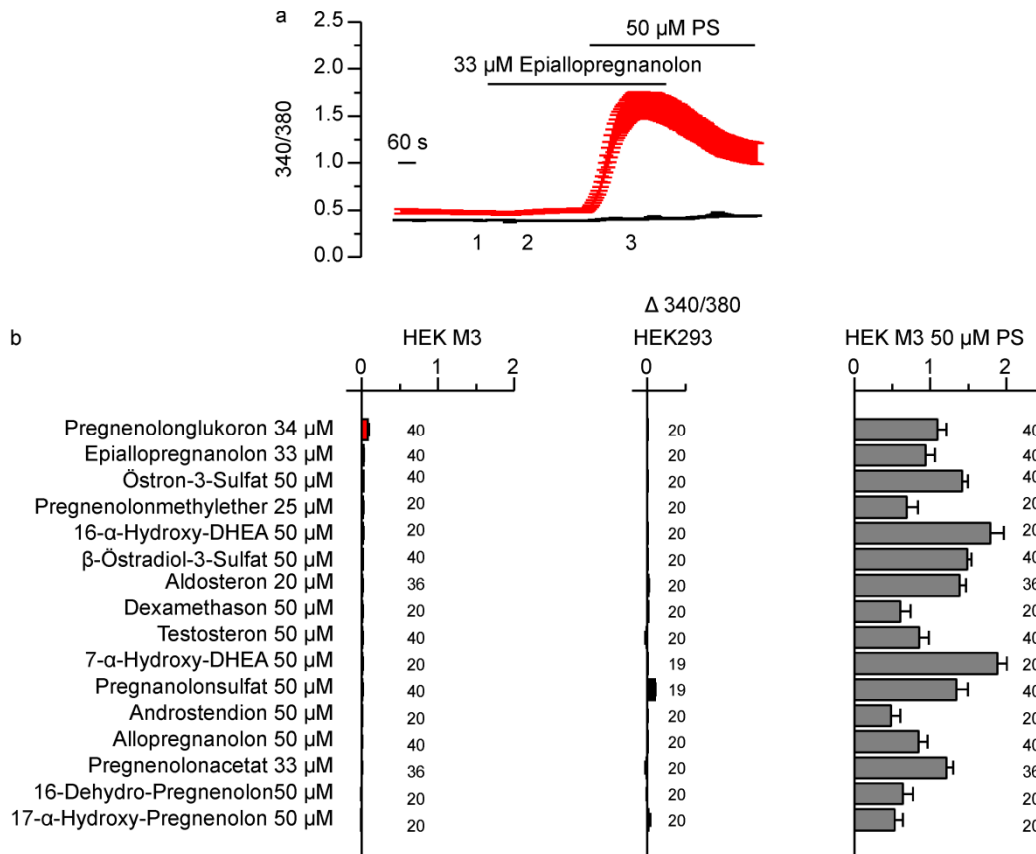 a
2.5
50 µM PS
2.0
33 µM Epiallopregnanolon
1.5
340/380
60 s
1.0
0.5
0.0
1 2 3
Δ 340/380
b
HEK M3 HEK293 HEK M3 50 µM PS
0 1 2 0 0 1 2
Pregnenolonglukoron 34 µM 40 20 40
Epiallopregnanolon 33 µM 40 20 40
Östron-3-Sulfat 50 µM 40 20 40
Pregnenolonmethylether 25 µM 20 20 20
16-α-Hydroxy-DHEA 50 µM 20 20 20
β-Östradiol-3-Sulfat 50 µM 40 20 40
Aldosteron 20 µM 36 20 36
Dexamethason 50 µM 20 20 20
Testosteron 50 µM 40 20 40
7-α-Hydroxy-DHEA 50 µM 20 19 20
Pregnanolonsulfat 50 µM 40 19 40
Androstendion 50 µM 20 20 20
Allopregnanolon 50 µM 40 20 40
Pregnenolonacetat 33 µM 36 20 36
16-Dehydro-Pregnenolon50 µM 20 20 20
17-α-Hydroxy-Pregnenolon 50 µM 20 20 20